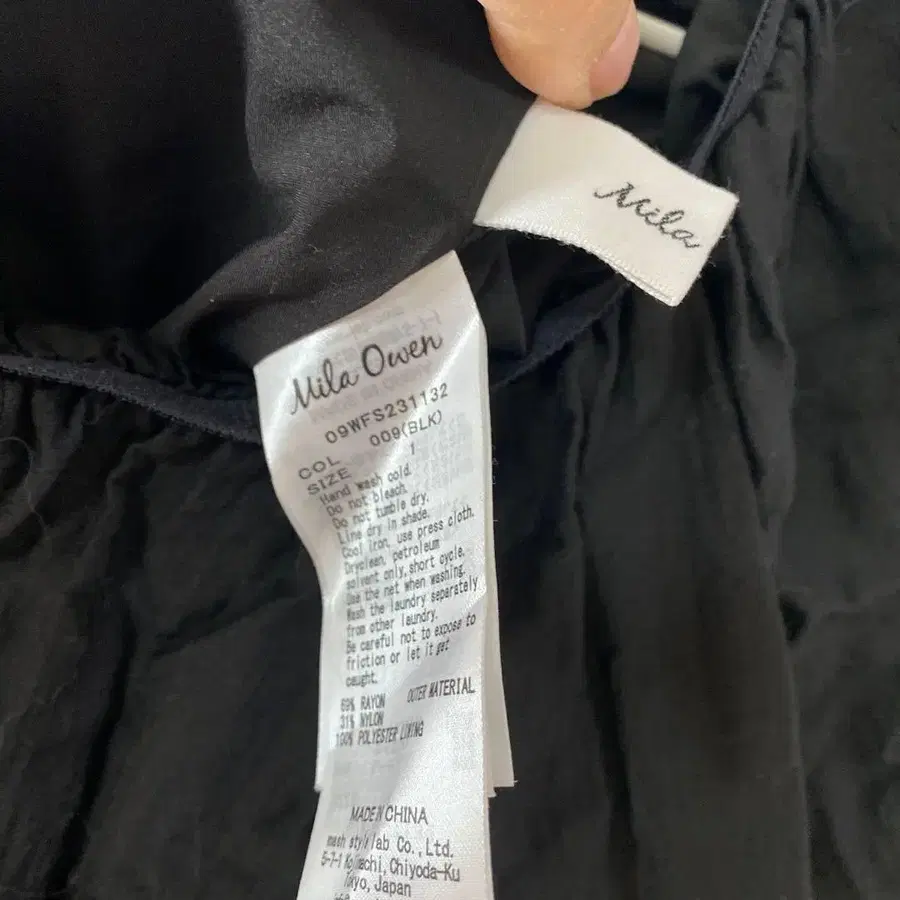 Mila
Mila Owen
09WFS231132
COL 009(BLK)
SIZE 1
Hand wash cold.
Do not bleach.
Do not tumble dry.
Line dry in shade.
Cool iron, use press cloth.
Dryclean, petroleum
solvent only, short cycle.
Use the net when washing.
Wash the laundry separately
from other laundry.
Be careful not to expose to
friction or let it get
caught.
69% RAYON OUTER MATERIAL
31% NYLON
100% POLYESTER LINING
MADE IN CHINA
mash style lab Co.,Ltd.
5-7-1 Kojimachi, Chiyoda-Ku
Tokyo, Japan